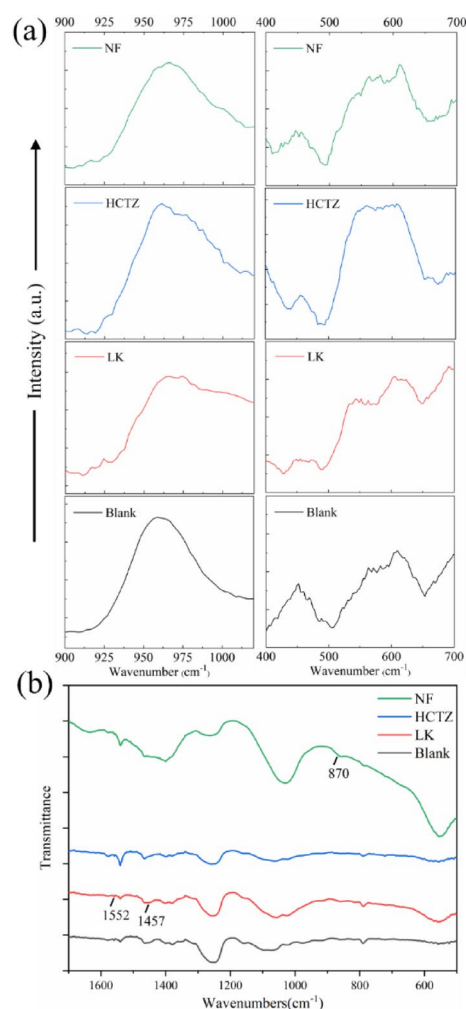 (a)
900 925 950 975 1000 400 500 600 700
NF NF
HCTZ HCTZ
LK LK
Blank Blank
Intensity (a.u.)
900 925 950 975 1000 400 500 600 700
Wavenumber (cm-1) Wavenumber (cm-1)
(b)
NF
HCTZ
LK
Blank
870
1552
1457
Transmittance
1600 1400 1200 1000 800 600
Wavenumbers(cm-1)